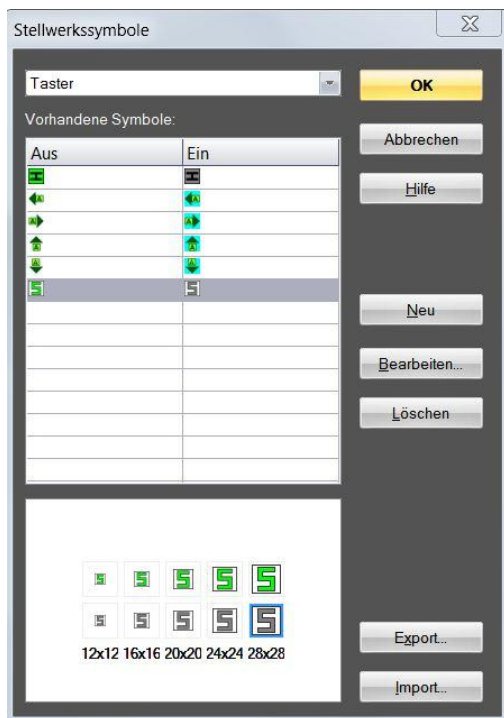 Stellwerkssymbole
Taster
OK
Vorhandene Symbole:
Abbrechen
Aus Ein
Hilfe
A A
A A
A A
A A
S S
Neu
Bearbeiten...
Löschen
S S S S S
S S S S S
12x12 16x16 20x20 24x24 28x28
Export...
Import...